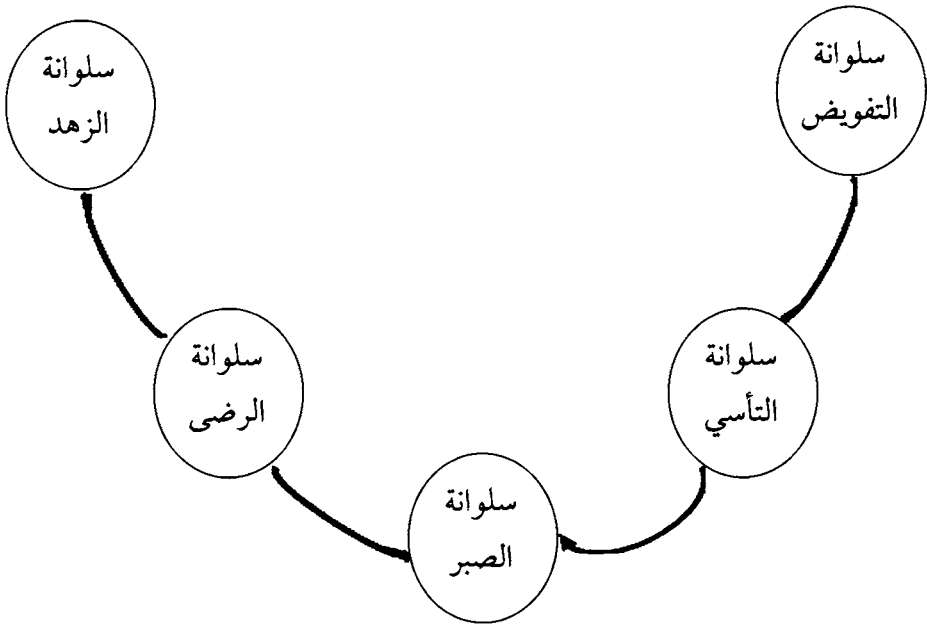 سلوانة
التفويض
سلوانة
التأسي
سلوانة
الصبر
سلوانة
الرضى
سلوانة
الزهد